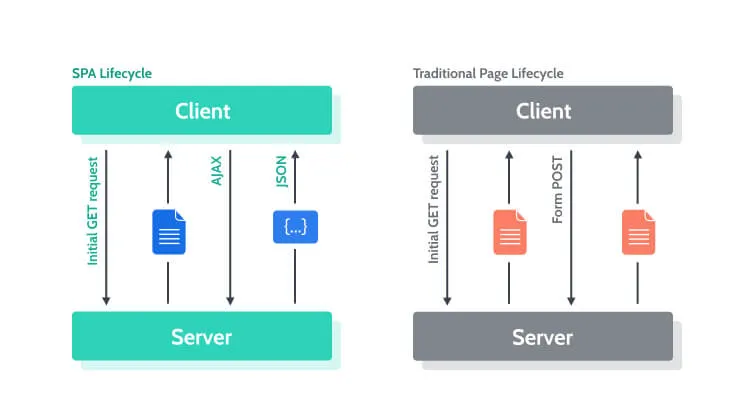 SPA Lifecycle
Client
Initial GET request
AJAX
JSON
{...}
Server
Traditional Page Lifecycle
Client
Initial GET request
Form POST
Server